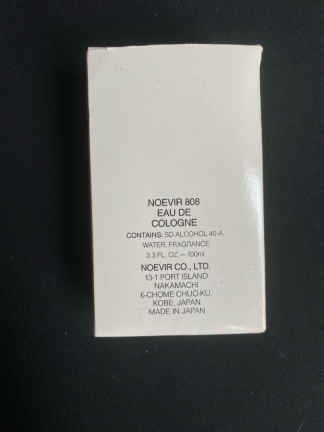 NOEVIR 808
EAU DE
COLOGNE
CONTAINS: SD ALCOHOL 40-A
WATER, FRAGRANCE
3.3 FL. OZ.—100ml
NOEVIR CO., LTD.
13-1 PORT ISLAND
NAKAMACHI
6-CHOME CHUO-KU,
KOBE, JAPAN
MADE IN JAPAN